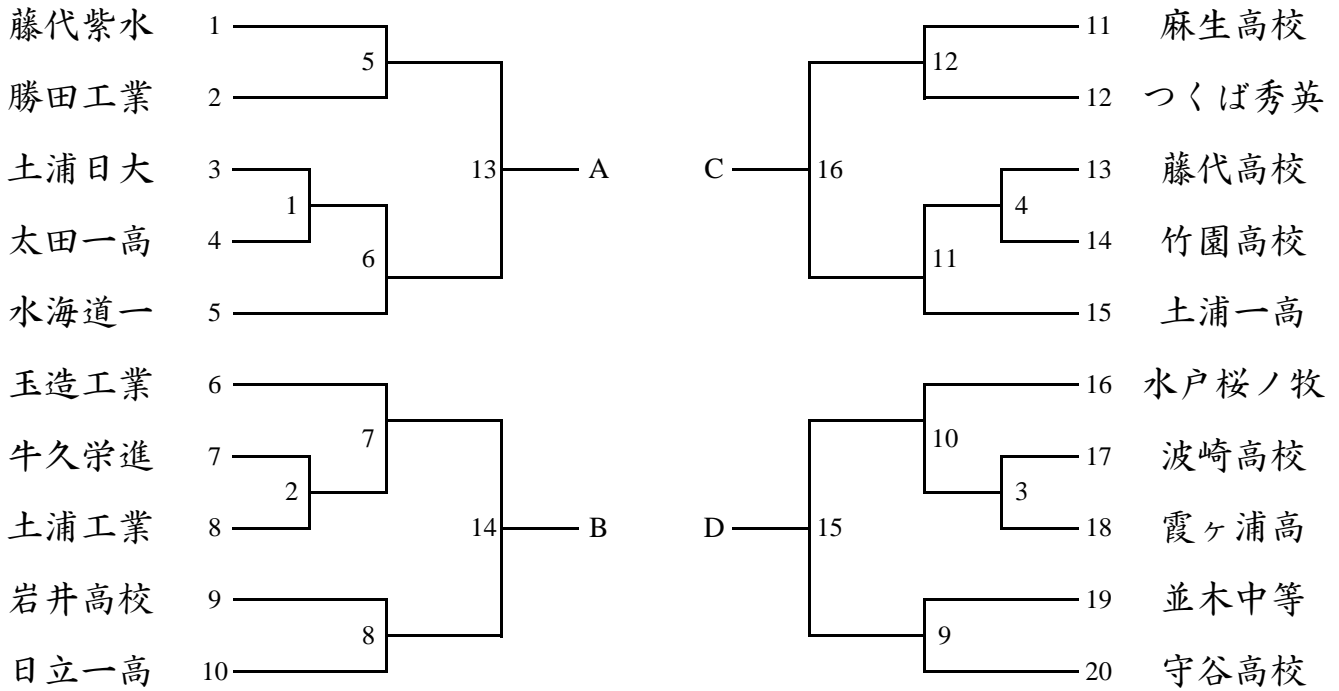 藤代紫水 1
5
勝田工業 2
土浦日大 3
13 A
1
太田一高 4
6
水海道一 5
玉造工業 6
7
牛久栄進 7
2
土浦工業 8
14 B
岩井高校 9
8
日立一高 10
11 麻生高校
12
12 つくば秀英
C 16
13 藤代高校
4
14 竹園高校
11
15 土浦一高
16 水戸桜ノ牧
10
17 波崎高校
3
18 霞ヶ浦高
D 15
19 並木中等
9
20 守谷高校